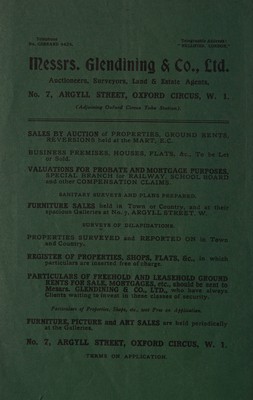 Telephone
Telegraphic Address:
Messrs. Glendining & Co., Ltd.
Auctioneers, Surveyors, Land & Estate Agents.
No. 7, ARGYLL STREET, OXFORD CIRCUS, W. 1.
(Adjoining Oxford Circus Tube Station)
SALES BY AUCTION of PROPERTIES, GROUND RENTS,
REVERSIONS held at the MART, E.C.
BUSINESS PREMISES, HOUSES, FLATS, &c., To be Let
or Sold.
VALUATIONS FOR PROBATE AND MORTGAGE PURPOSES.
SPECIAL BRANCH for RAILWAY, SCHOOL BOARD
and other COMPENSATION CLAIMS.
SANITARY SURVEYS AND PLANS PREPARED.
FURNITURE SALES held in Town or Country, and at their
spacious Galleries at No. 7, ARGYLL STREET, W.
SURVEYS OF DILAPIDATIONS.
PROPERTIES SURVEYED and REPORTED ON in Town
and Country.
REGISTER OF PROPERTIES, SHOPS, FLATS, &c., in which
particulars are inserted free of charge.
PARTICULARS OF FREEHOLD AND LEASEHOLD GROUND
RENTS FOR SALE, MORTGAGES, etc., should be sent to
Messrs. GLENDINING & CO., LTD., who have always
Clients waiting to invest in these classes of security.
Particulars of Properties, Shops, etc., sent Free on Application.
FURNITURE, PICTURE and ART SALES are held periodically
at the Galleries.
No. 7, ARGYLL STREET, OXFORD CIRCUS, W. 1.
TERMS ON APPLICATION.